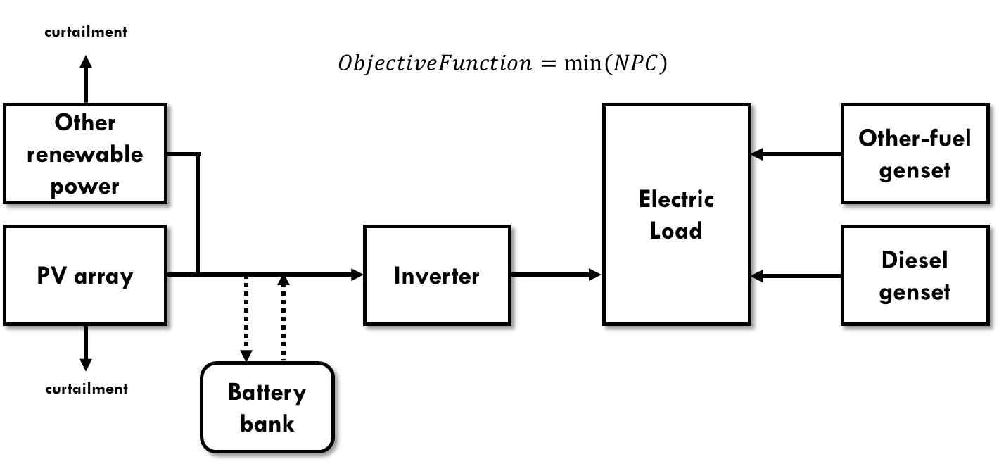 curtailment
ObjectiveFunction = min(NPC)
Other
renewable
power
Electric
Load
Other-fuel
genset
PV array
Inverter
Diesel
genset
curtailment
Battery
bank